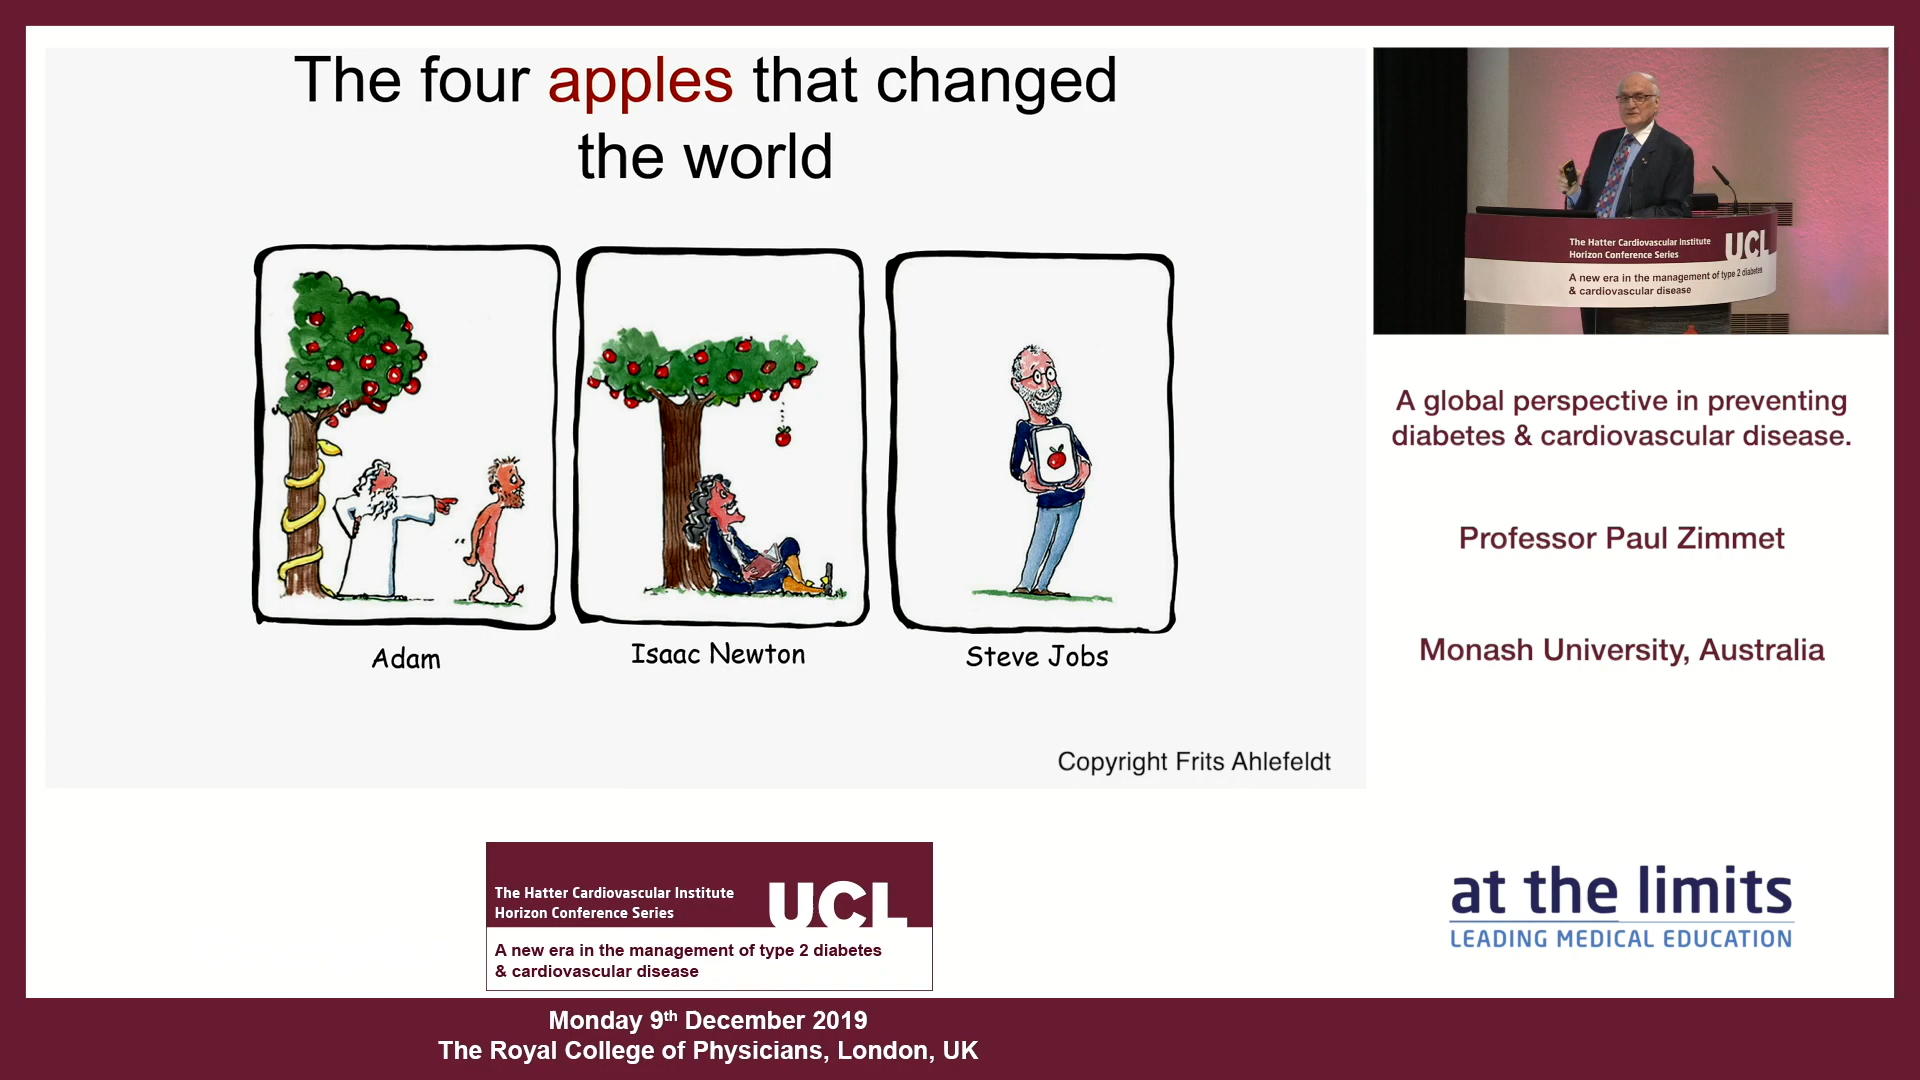 The four apples that changed
the world
Adam
Isaac Newton
Steve Jobs
Copyright Frits Ahlefeldt
The Hatter Cardiovascular Institute
Horizon Conference Series
UCL
A new era in the management of type 2 diabetes
& cardiovascular disease
A global perspective in preventing
diabetes & cardiovascular disease.
Professor Paul Zimmet
Monash University, Australia
The Hatter Cardiovascular Institute
Horizon Conference Series
UCL
A new era in the management of type 2 diabetes
& cardiovascular disease
at the limits
LEADING MEDICAL EDUCATION
Monday 9th December 2019
The Royal College of Physicians, London, UK